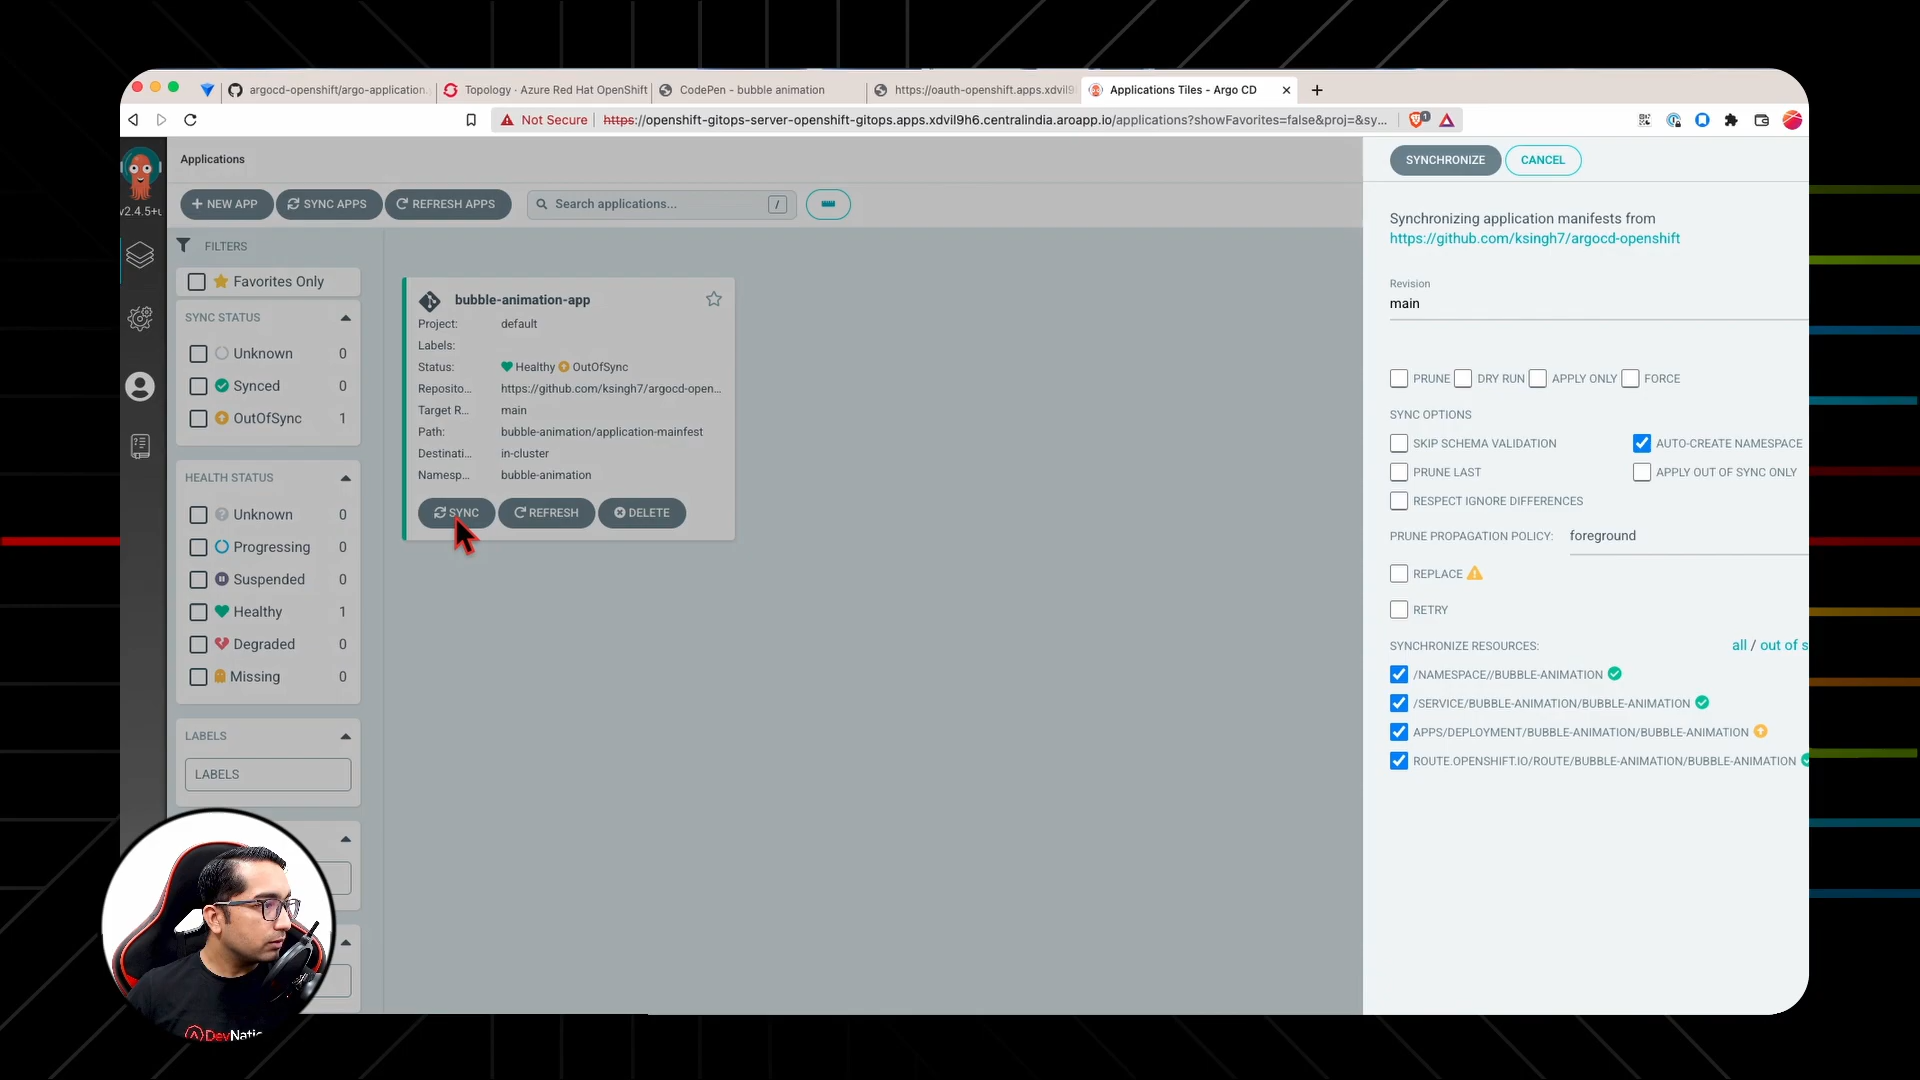 argocd-openshift/argo-application.
Topology · Azure Red Hat OpenShift
CodePen - bubble animation
https://oauth-openshift.apps.xdvil9
Applications Tiles - Argo CD
Not Secure
https://openshift-gitops-server-openshift-gitops.apps.xdvil9h6.centralindia.aroapp.io/applications?showFavorites=false&proj=&sy...
1
v2.4.5+
Applications
NEW APP
SYNC APPS
REFRESH APPS
Search applications...
/
FILTERS
Favorites Only
SYNC STATUS
Unknown 0
Synced 0
OutOfSync 1
HEALTH STATUS
Unknown 0
Progressing 0
Suspended 0
Healthy 1
Degraded 0
Missing 0
LABELS
LABELS
bubble-animation-app
Project: default
Labels:
Status: Healthy OutOfSync
Reposito... https://github.com/ksingh7/argocd-open...
Target R... main
Path: bubble-animation/application-mainfest
Destinati... in-cluster
Namesp... bubble-animation
SYNC
REFRESH
DELETE
SYNCHRONIZE
CANCEL
Synchronizing application manifests from
https://github.com/ksingh7/argocd-openshift
Revision
main
PRUNE DRY RUN APPLY ONLY FORCE
SYNC OPTIONS
SKIP SCHEMA VALIDATION AUTO-CREATE NAMESPACE
PRUNE LAST APPLY OUT OF SYNC ONLY
RESPECT IGNORE DIFFERENCES
PRUNE PROPAGATION POLICY: foreground
REPLACE
RETRY
SYNCHRONIZE RESOURCES: all / out of s
/NAMESPACE//BUBBLE-ANIMATION
/SERVICE/BUBBLE-ANIMATION/BUBBLE-ANIMATION
APPS/DEPLOYMENT/BUBBLE-ANIMATION/BUBBLE-ANIMATION
ROUTE.OPENSHIFT.IO/ROUTE/BUBBLE-ANIMATION/BUBBLE-ANIMATION
DevNati